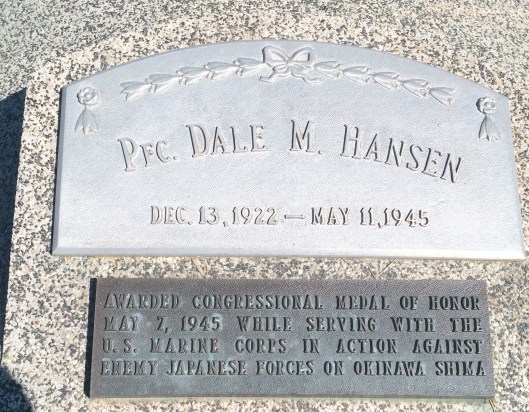 PFC. DALE M. HANSEN
DEC. 13, 1922 — MAY 11, 1945
AWARDED CONGRESSIONAL MEDAL OF HONOR
MAY 7, 1945 WHILE SERVING WITH THE
U. S. MARINE CORPS IN ACTION AGAINST
ENEMY JAPANESE FORCES ON OKINAWA SHIMA